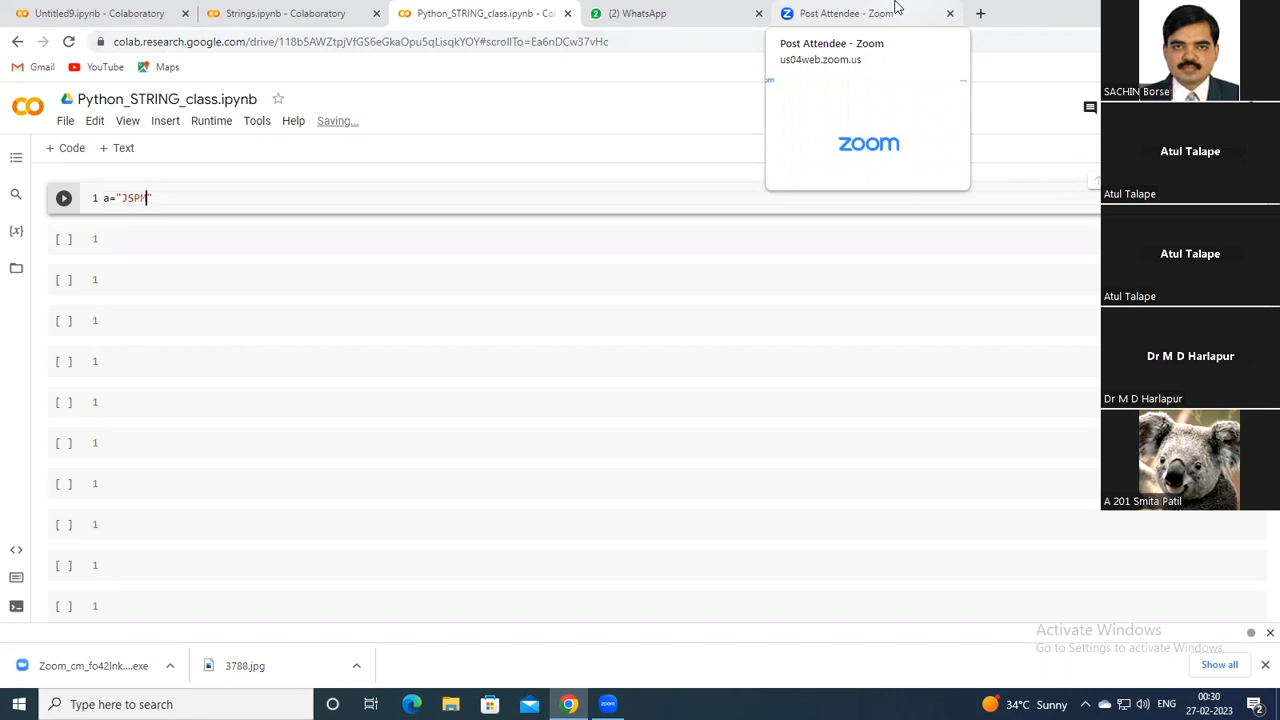 Untitled9.ipynb - Colaboratory
Strings.ipynb - Colaboratory
Python_STRING_class.ipynb - Col
(2) WhatsApp
Post Attendee - Zoom
colab.research.google.com/drive/118b5AWZtpjVfGS6eGkaOpu5qLisqkYsY#scrollTo=Ea6nDCw37vHc
Post Attendee - Zoom
us04web.zoom.us
Gmail
YouTube
Maps
om
zoom
Python_STRING_class.ipynb
File Edit View Insert Runtime Tools Help Saving...
+ Code + Text
1 a="JSPM"
[ ] 1
[ ] 1
[ ] 1
[ ] 1
[ ] 1
[ ] 1
[ ] 1
[ ] 1
[ ] 1
[ ] 1
SACHIN Borse
Atul Talape
Atul Talape
Atul Talape
Atul Talape
Dr M D Harlapur
Dr M D Harlapur
A 201 Smita Patil
Activate Windows
Go to Settings to activate Windows.
Zoom_cm_fo42lnk....exe
3788.jpg
Show all
Type here to search
zoom
34°C Sunny
ENG
00:30
27-02-2023
2